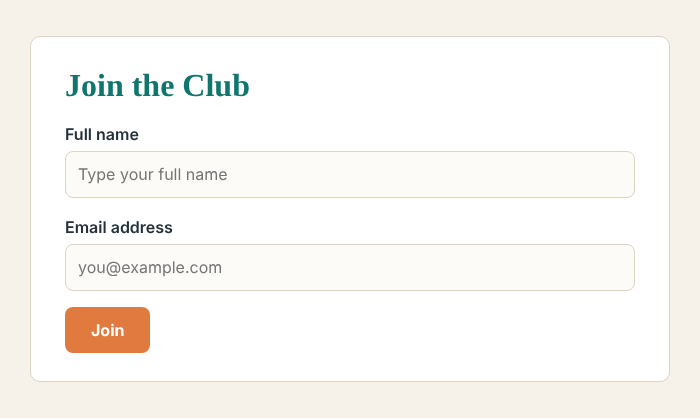 Join the Club
Full name
Type your full name
Email address
you@example.com
Join